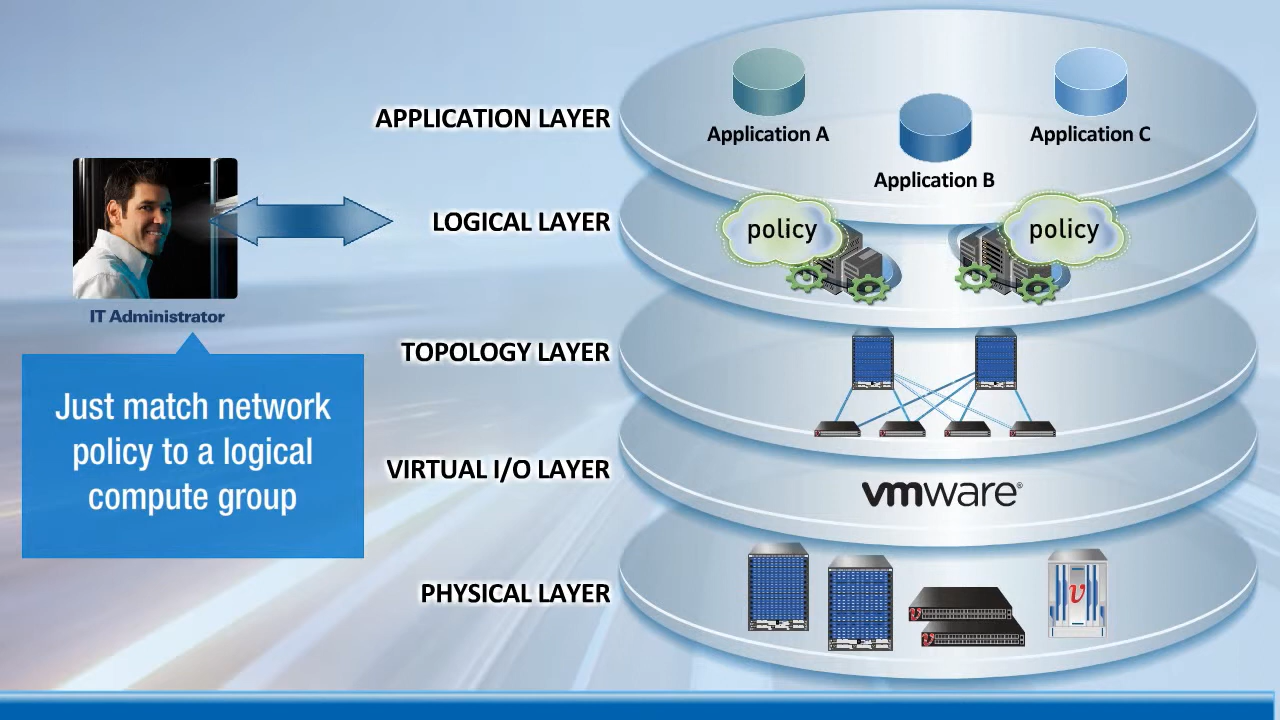 APPLICATION LAYER
Application A
Application B
Application C
LOGICAL LAYER
policy
policy
IT Administrator
TOPOLOGY LAYER
Just match network
policy to a logical
compute group
VIRTUAL I/O LAYER
vmware®
PHYSICAL LAYER
v